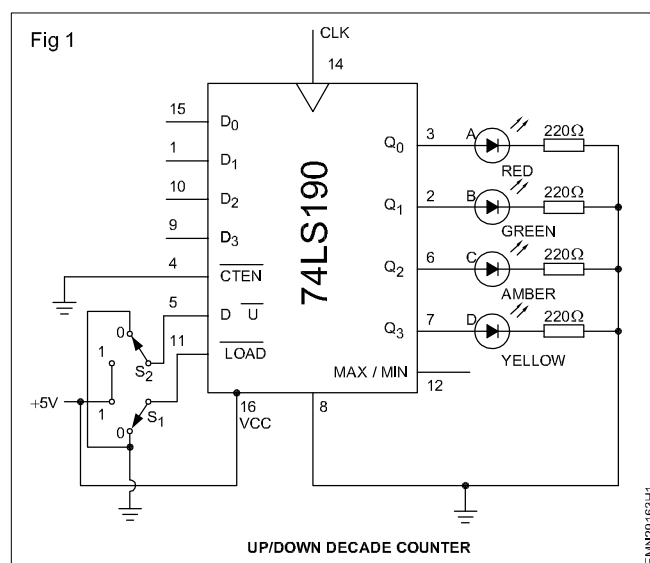 Fig 1
CLK
14
15
D0
1
D1
10
D2
9
D3
4
CTEN
5
D U
11
LOAD
74LS190
Q0
3
A
220Ω
RED
Q1
2
B
220Ω
GREEN
Q2
6
C
220Ω
AMBER
Q3
7
D
220Ω
YELLOW
MAX / MIN
12
0
1
S2
+5V
1
S1
0
16
VCC
8
UP/DOWN DECADE COUNTER
EMN29163H1